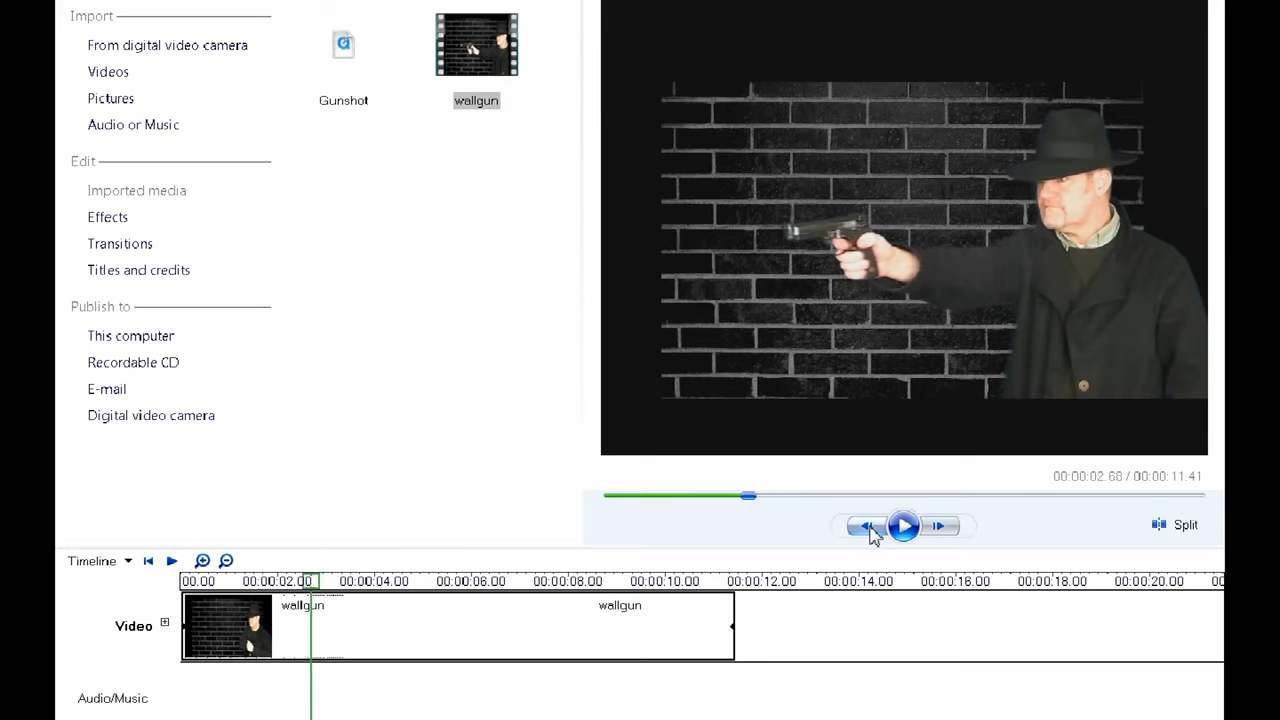 Import
From digital video camera
Videos
Pictures
Audio or Music
Edit
Imported media
Effects
Transitions
Titles and credits
Publish to
This computer
Recordable CD
E-mail
Digital video camera
Gunshot
wallgun
00:00:02.68 / 00:00:11.41
Split
Timeline
00.00 00:00:02.00 00:00:04.00 00:00:06.00 00:00:08.00 00:00:10.00 00:00:12.00 00:00:14.00 00:00:16.00 00:00:18.00 00:00:20.00 00
Video
wallgun wallgun
Audio/Music